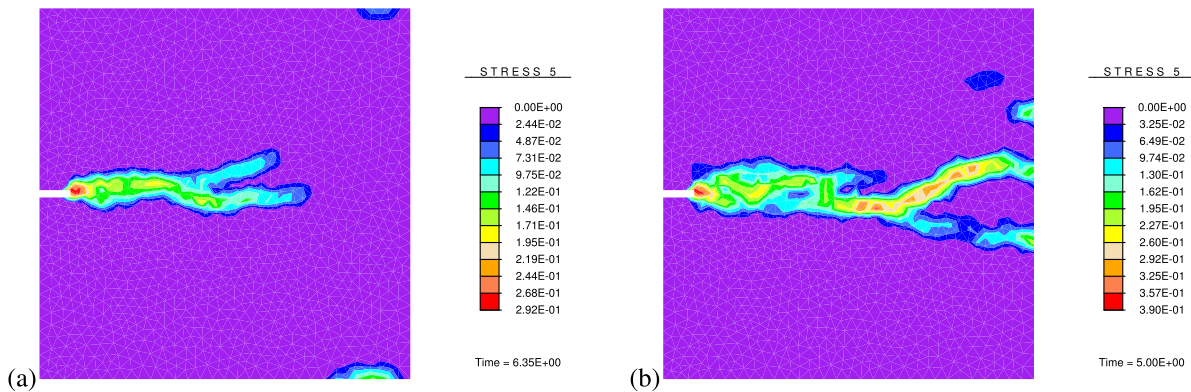 STRESS 5
0.00E+00
2.44E-02
4.87E-02
7.31E-02
9.75E-02
1.22E-01
1.46E-01
1.71E-01
1.95E-01
2.19E-01
2.44E-01
2.68E-01
2.92E-01
Time = 6.35E+00
(a)
STRESS 5
0.00E+00
3.25E-02
6.49E-02
9.74E-02
1.30E-01
1.62E-01
1.95E-01
2.27E-01
2.60E-01
2.92E-01
3.25E-01
3.57E-01
3.90E-01
Time = 5.00E+00
(b)